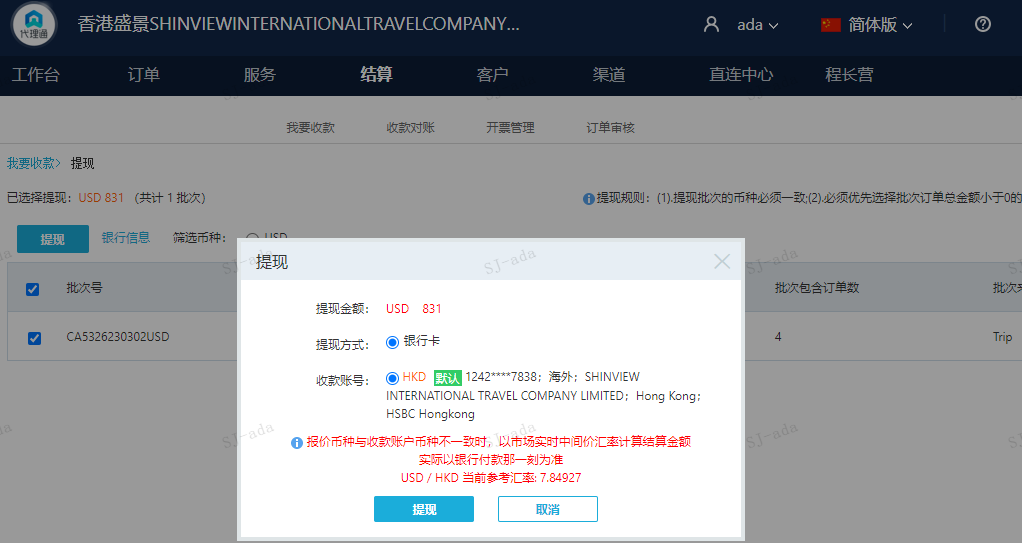 代理通
香港盛景SHINVIEWINTERNATIONALTRAVELCOMPANY...
ada
简体版
工作台 订单 服务 结算 客户 渠道 直连中心 程长营
我要收款 收款对账 开票管理 订单审核
我要收款> 提现
已选择提现：USD 831 （共计 1 批次）
提现规则：(1).提现批次的币种必须一致;(2).必须优先选择批次订单总金额小于0的
提现 银行信息 筛选币种： USD
提现
批次号 批次包含订单数 批次
CA5326230302USD 4 Trip
提现金额： USD 831
提现方式： 银行卡
收款账号： HKD 默认 1242****7838；海外；SHINVIEW
INTERNATIONAL TRAVEL COMPANY LIMITED；Hong Kong；
HSBC Hongkong
报价币种与收款账户币种不一致时，以市场实时中间价汇率计算结算金额
实际以银行付款那一刻为准
USD / HKD 当前参考汇率: 7.84927
提现 取消
SJ-ada